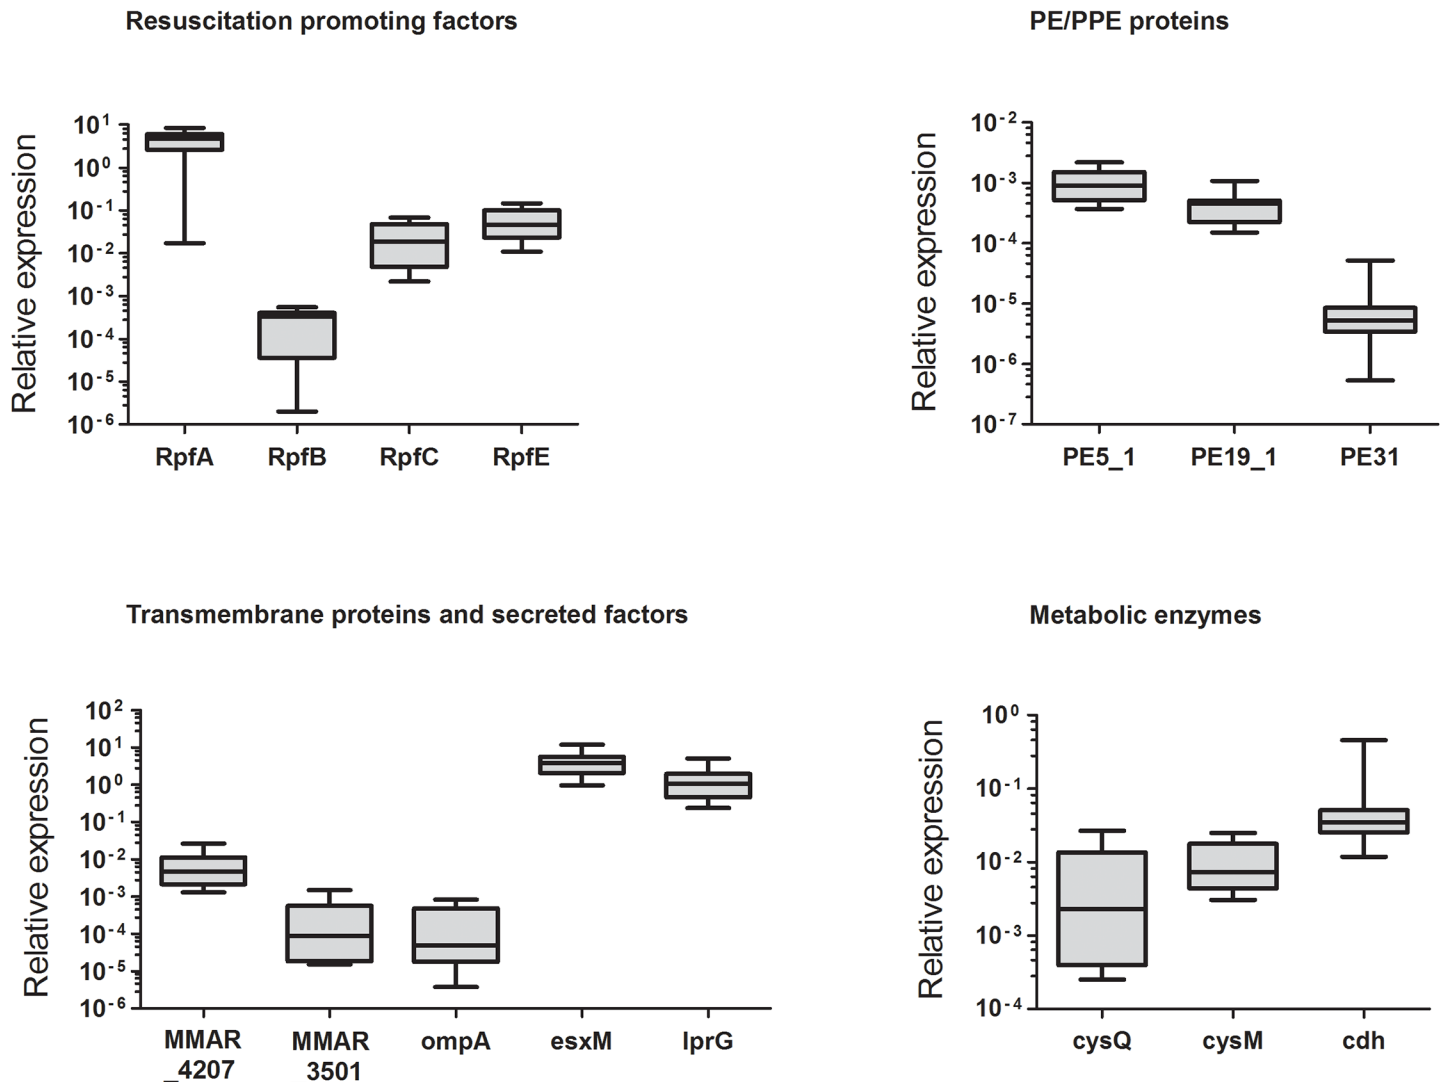 Resuscitation promoting factors
Relative expression
10^1
10^0
10^-1
10^-2
10^-3
10^-4
10^-5
10^-6
RpfA RpfB RpfC RpfE
PE/PPE proteins
Relative expression
10^-2
10^-3
10^-4
10^-5
10^-6
10^-7
PE5_1 PE19_1 PE31
Transmembrane proteins and secreted factors
Relative expression
10^2
10^1
10^0
10^-1
10^-2
10^-3
10^-4
10^-5
10^-6
MMAR MMAR ompA esxM lprG
_4207 3501
Metabolic enzymes
Relative expression
10^0
10^-1
10^-2
10^-3
10^-4
cysQ cysM cdh